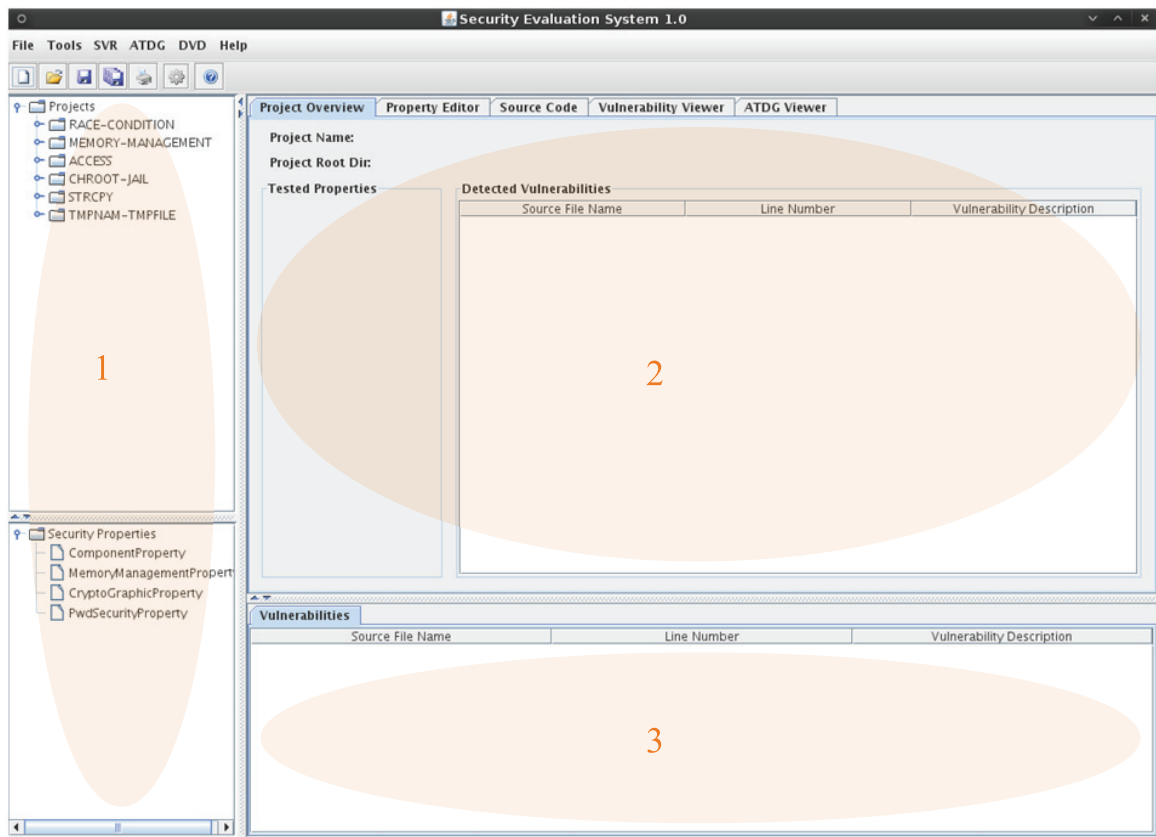 Security Evaluation System 1.0
File Tools SVR ATDG DVD Help
Projects
RACE-CONDITION
MEMORY-MANAGEMENT
ACCESS
CHROOT-JAIL
STRCPY
TMPNAM-TMPFILE
1
Security Properties
ComponentProperty
MemoryManagementPropert
CryptoGraphicProperty
PwdSecurityProperty
Project Overview Property Editor Source Code Vulnerability Viewer ATDG Viewer
Project Name:
Project Root Dir:
Tested Properties Detected Vulnerabilities
Source File Name Line Number Vulnerability Description
2
Vulnerabilities
Source File Name Line Number Vulnerability Description
3